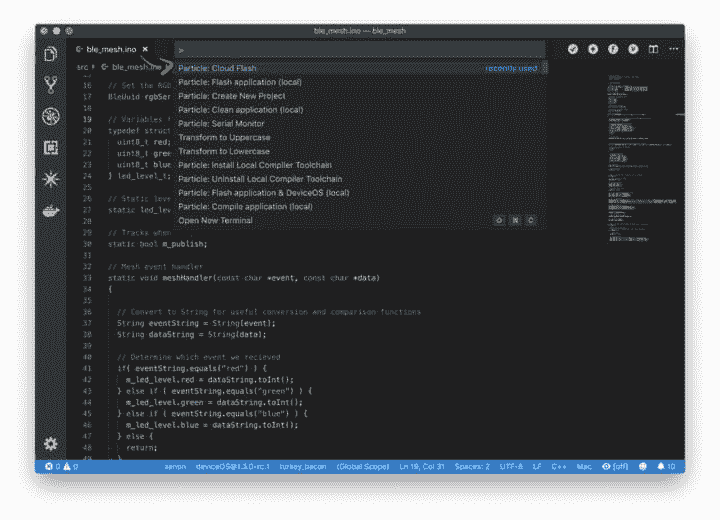 ble_mesh.ino — ble_mesh
ble_mesh.ino ×
>
src › ble_mesh.in
Particle: Cloud Flash recently used
Particle: Flash application (local)
Particle: Create New Project
Particle: Clean application (local)
Particle: Serial Monitor
Transform to Uppercase
Transform to Lowercase
Particle: Install Local Compiler Toolchain
Particle: Uninstall Local Compiler Toolchain
Particle: Flash application & DeviceOS (local)
Particle: Compile application (local)
Open New Terminal
16 // Set the RGB
17 BleUuid rgbSer
18
19 // Variables
20 typedef struct
21 uint8_t red;
22 uint8_t gree
23 uint8_t blue
24 } led_level_t;
25
26 // Static leve
27 static led_lev
28
29 // Tracks when
30 static bool m_publish;
31
32 // Mesh event handler
33 static void meshHandler(const char *event, const char *data)
34 {
35
36 // Convert to String for useful conversion and comparison functions
37 String eventString = String(event);
38 String dataString = String(data);
39
40 // Determine which event we recieved
41 if( eventString.equals("red") ) {
42 m_led_level.red = dataString.toInt();
43 } else if ( eventString.equals("green") ) {
44 m_led_level.green = dataString.toInt();
45 } else if ( eventString.equals("blue") ) {
46 m_led_level.blue = dataString.toInt();
47 } else {
48 return;
49 }
0 0 xenon deviceOS@1.3.0-rc.1 turkey_bacon (Global Scope) Ln 19, Col 31 Spaces: 2 UTF-8 LF C++ Mac [off] 10